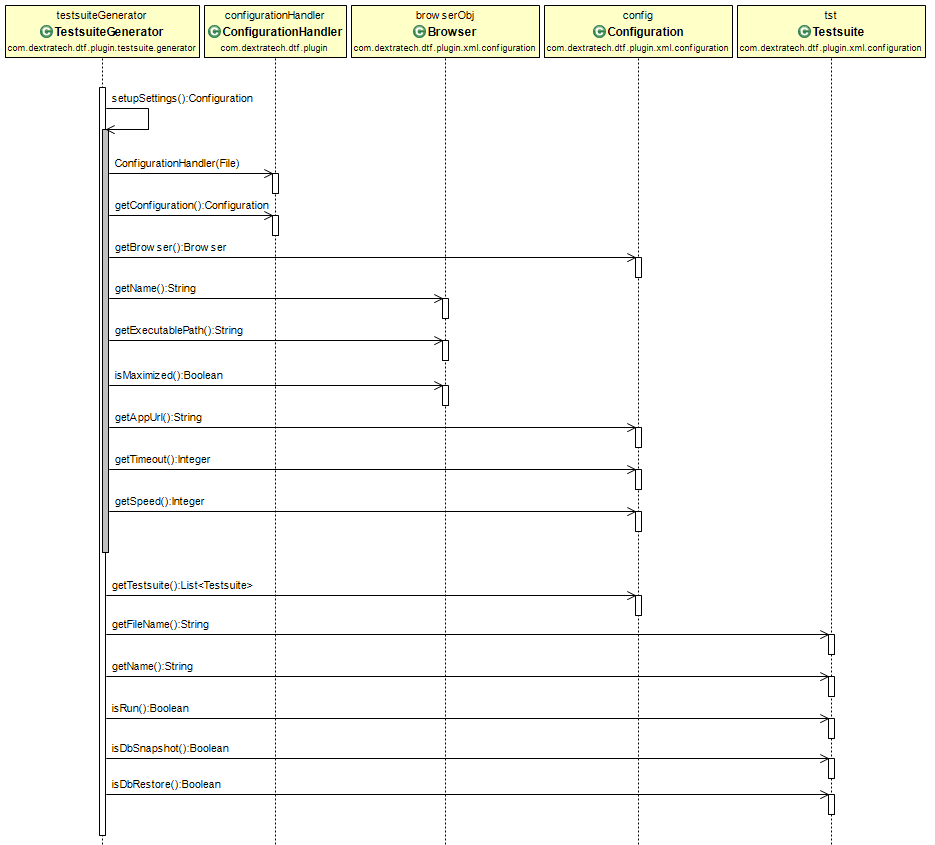 testsuiteGenerator
C TestsuiteGenerator
com.dextratech.dtf.plugin.testsuite.generator
configurationHandler
C ConfigurationHandler
com.dextratech.dtf.plugin
browserObj
C Browser
com.dextratech.dtf.plugin.xml.configuration
config
C Configuration
com.dextratech.dtf.plugin.xml.configuration
tst
C Testsuite
com.dextratech.dtf.plugin.xml.configuration
setupSettings():Configuration
ConfigurationHandler(File)
getConfiguration():Configuration
getBrowser():Browser
getName():String
getExecutablePath():String
isMaximized():Boolean
getAppUrl():String
getTimeout():Integer
getSpeed():Integer
getTestsuite():List<Testsuite>
getFileName():String
getName():String
isRun():Boolean
isDbSnapshot():Boolean
isDbRestore():Boolean